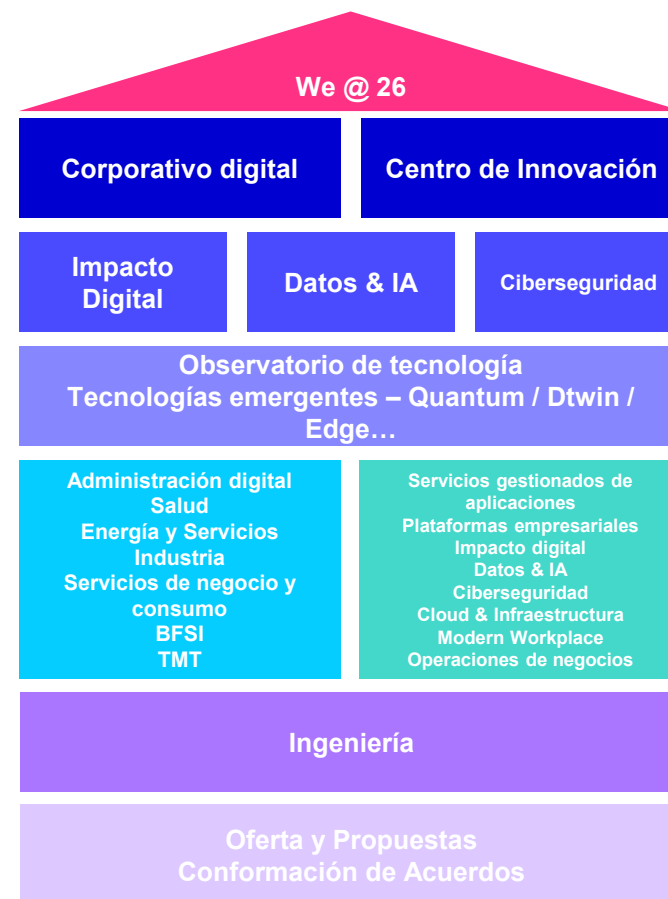 We @ 26
Corporativo digital
Centro de Innovación
Impacto
Digital
Datos & IA
Ciberseguridad
Observatorio de tecnología
Tecnologías emergentes – Quantum / Dtwin /
Edge…
Administración digital
Salud
Energía y Servicios
Industria
Servicios de negocio y
consumo
BFSI
TMT
Servicios gestionados de
aplicaciones
Plataformas empresariales
Impacto digital
Datos & IA
Ciberseguridad
Cloud & Infraestructura
Modern Workplace
Operaciones de negocios
Ingeniería
Oferta y Propuestas
Conformación de Acuerdos